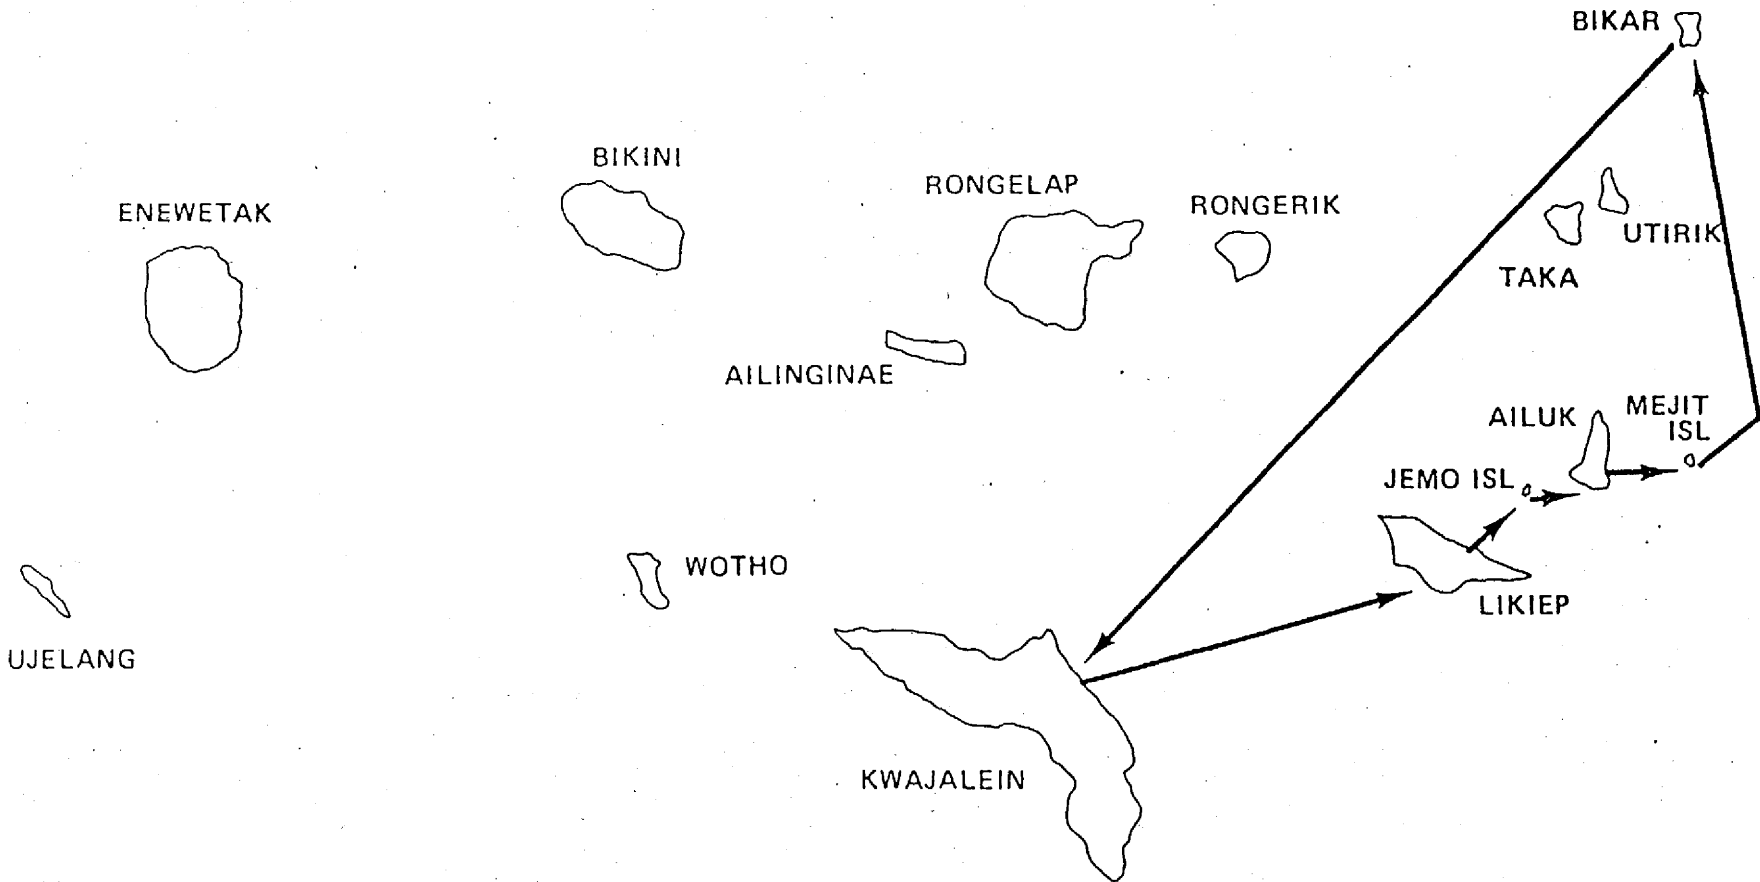 BIKAR
BIKINI
RONGELAP
RONGERIK
ENEWETAK
UTIRIK
TAKA
AILINGINAE
AILUK
MEJIT
ISL
JEMO ISL
WOTHO
LIKIEP
UJELANG
KWAJALEIN